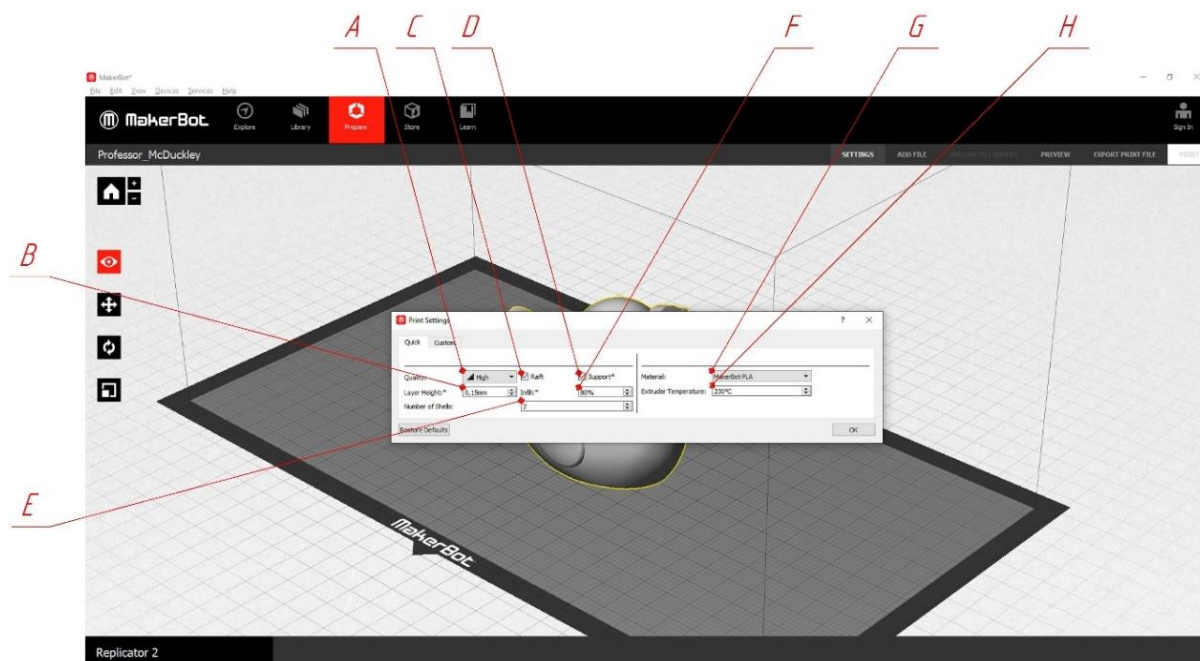 A C D F G H
MakerBot*
File Edit View Devices Services Help
MakerBot
Explore Library Prepare Store Learn Sign In
Professor_McDuckley SETTINGS ADD FILE PREVIEW EXPORT PRINT FILE PRINT
B
Print Settings ? ×
Quick Custom
Quality: High Raft Support* Material: MakerBot PLA
Layer Height:* 0,15mm Infill:* 80% Extruder Temperature: 230°C
Number of Shells: 2
Restore Defaults OK
E
MakerBot
Replicator 2